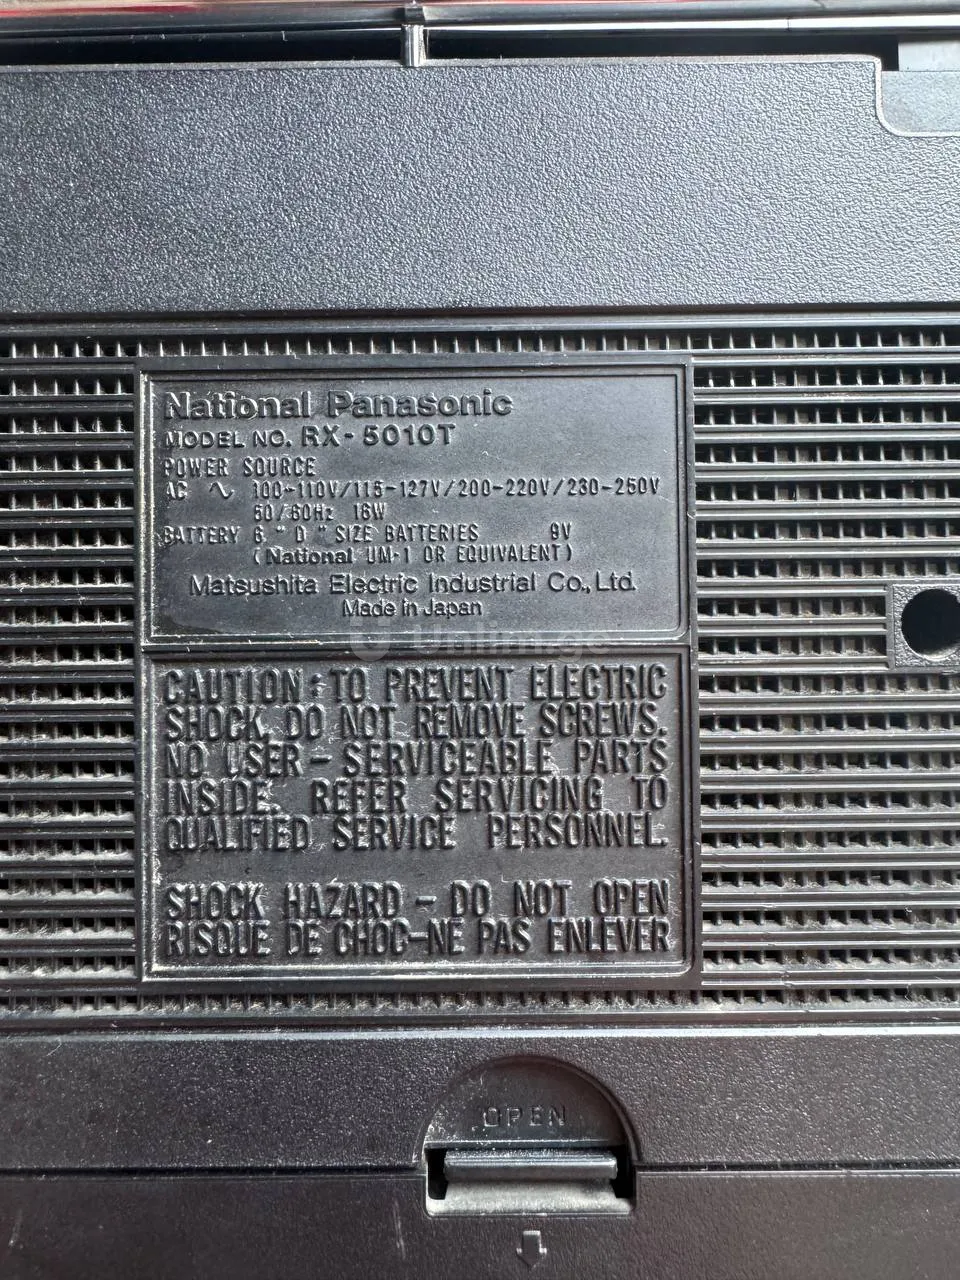 National Panasonic
MODEL NO. RX-5010T
POWER SOURCE
AC ∿ 100-110V/115-127V/200-220V/230-250V
50/60Hz 16W
BATTERY 6 "D" SIZE BATTERIES 9V
(National UM-1 OR EQUIVALENT)
Matsushita Electric Industrial Co., Ltd.
Made in Japan
Unlim.ge
CAUTION: TO PREVENT ELECTRIC
SHOCK, DO NOT REMOVE SCREWS.
NO USER-SERVICEABLE PARTS
INSIDE. REFER SERVICING TO
QUALIFIED SERVICE PERSONNEL.
SHOCK HAZARD-DO NOT OPEN
RISQUE DE CHOC-NE PAS ENLEVER
OPEN